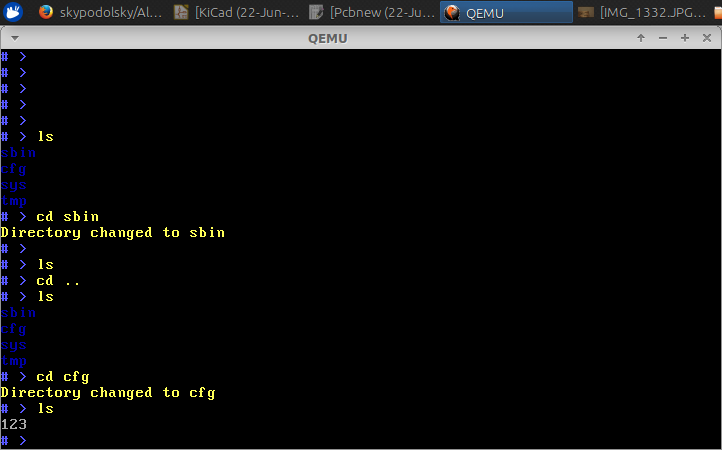 skypodolsky/Al...
[KiCad (22-Jun-...
[Pcbnew (22-Ju...
QEMU
[IMG_1332.JPG...
QEMU
# >
# >
# >
# >
# >
# > ls
sbin
cfg
sys
tmp
# > cd sbin
Directory changed to sbin
# >
# > ls
# > cd ..
# > ls
sbin
cfg
sys
tmp
# > cd cfg
Directory changed to cfg
# > ls
123
# >